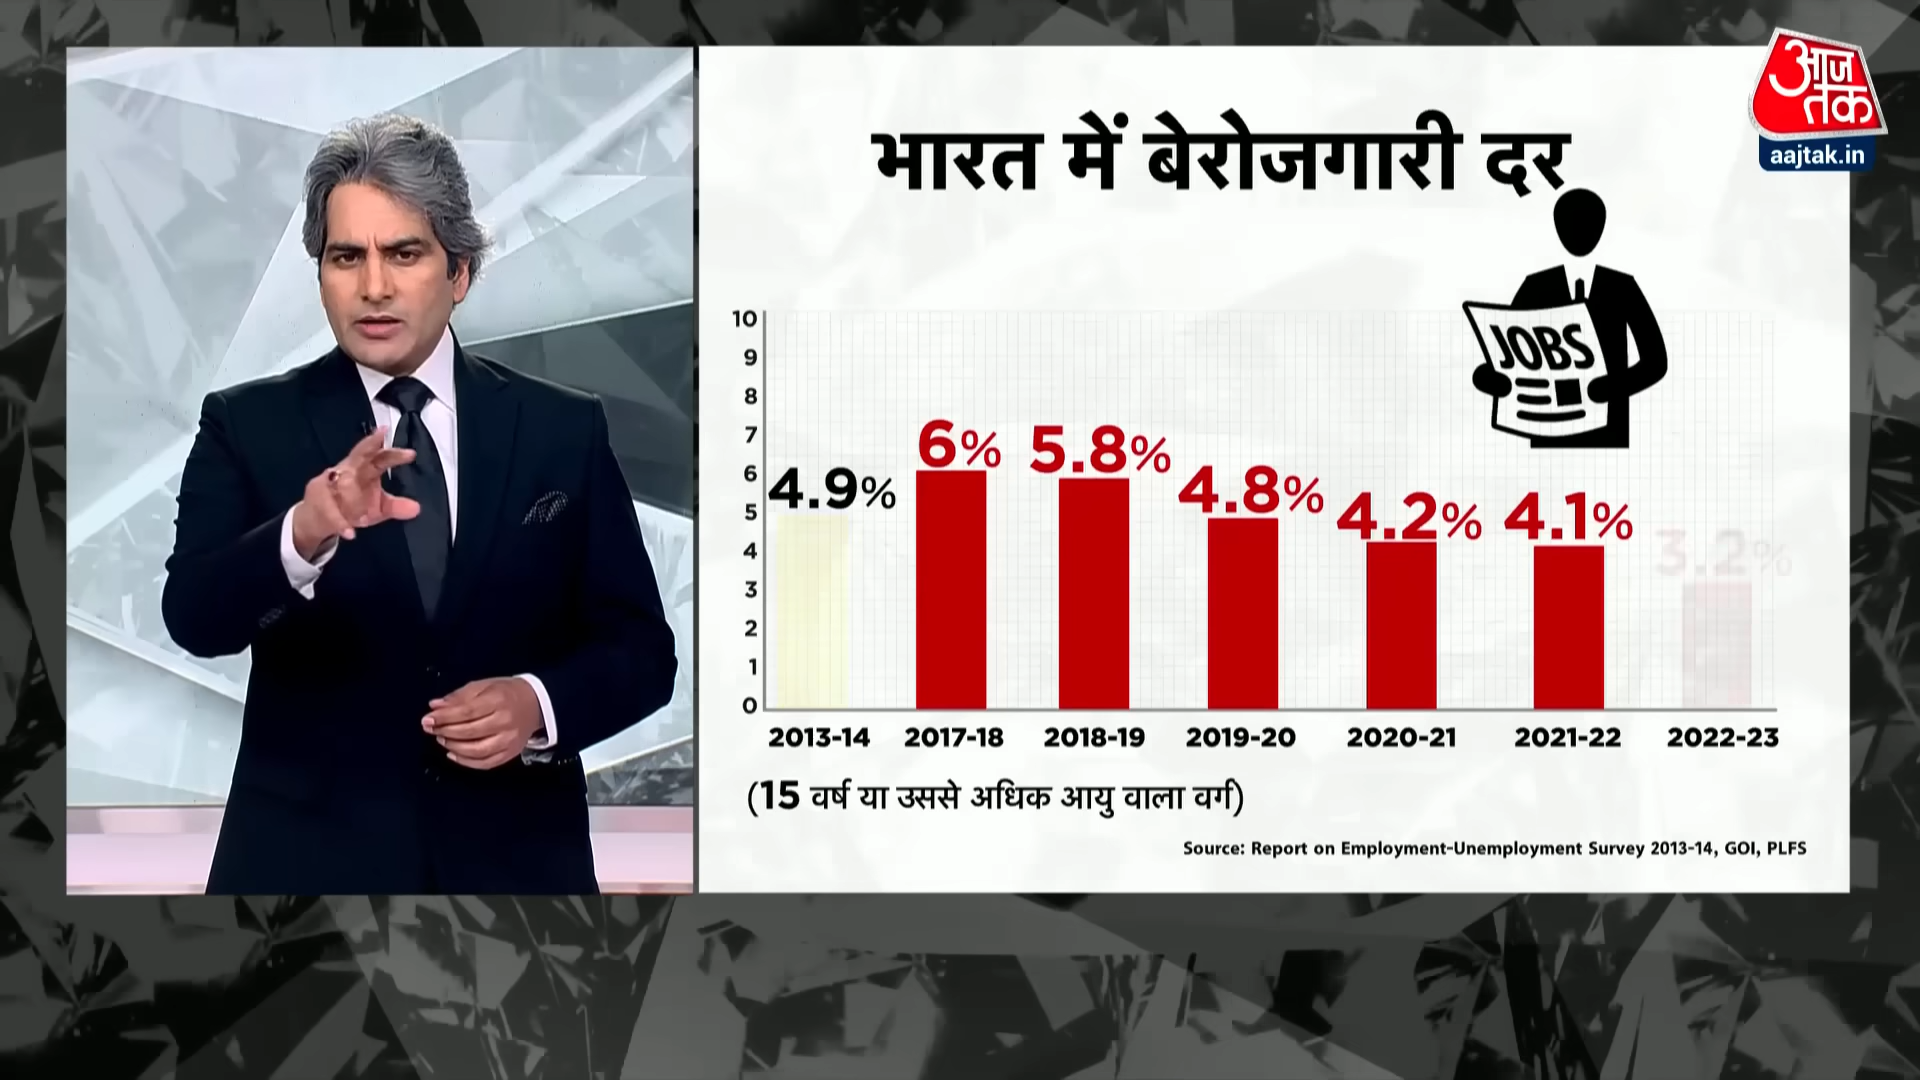 आज
तक
aajtak.in
भारत में बेरोजगारी दर
JOBS
10
9
8
7
6
5
4
3
2
1
0
4.9%
6%
5.8%
4.8%
4.2%
4.1%
3.2%
2013-14 2017-18 2018-19 2019-20 2020-21 2021-22 2022-23
(15 वर्ष या उससे अधिक आयु वाला वर्ग)
Source: Report on Employment-Unemployment Survey 2013-14, GOI, PLFS